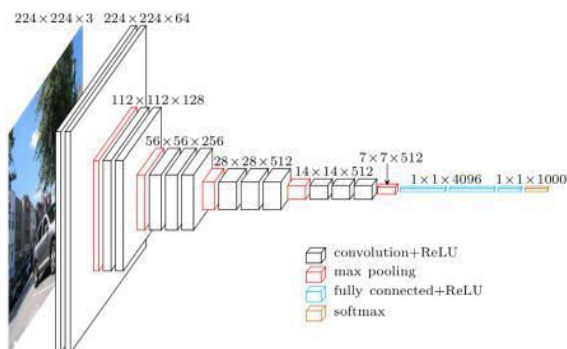 224×224×3 224×224×64
112×112×128
56×56×256
28×28×512
14×14×512
7×7×512
1×1×4096 1×1×1000
convolution+ReLU
max pooling
fully connected+ReLU
softmax